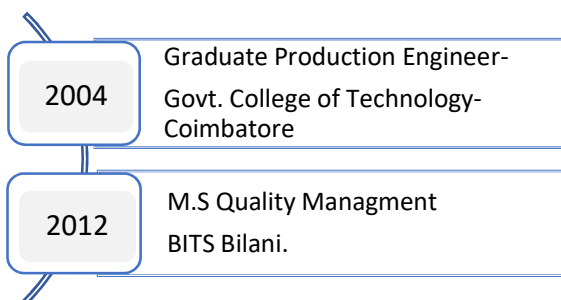 2004
Graduate Production Engineer-
Govt. College of Technology-
Coimbatore
2012
M.S Quality Managment
BITS Bilani.